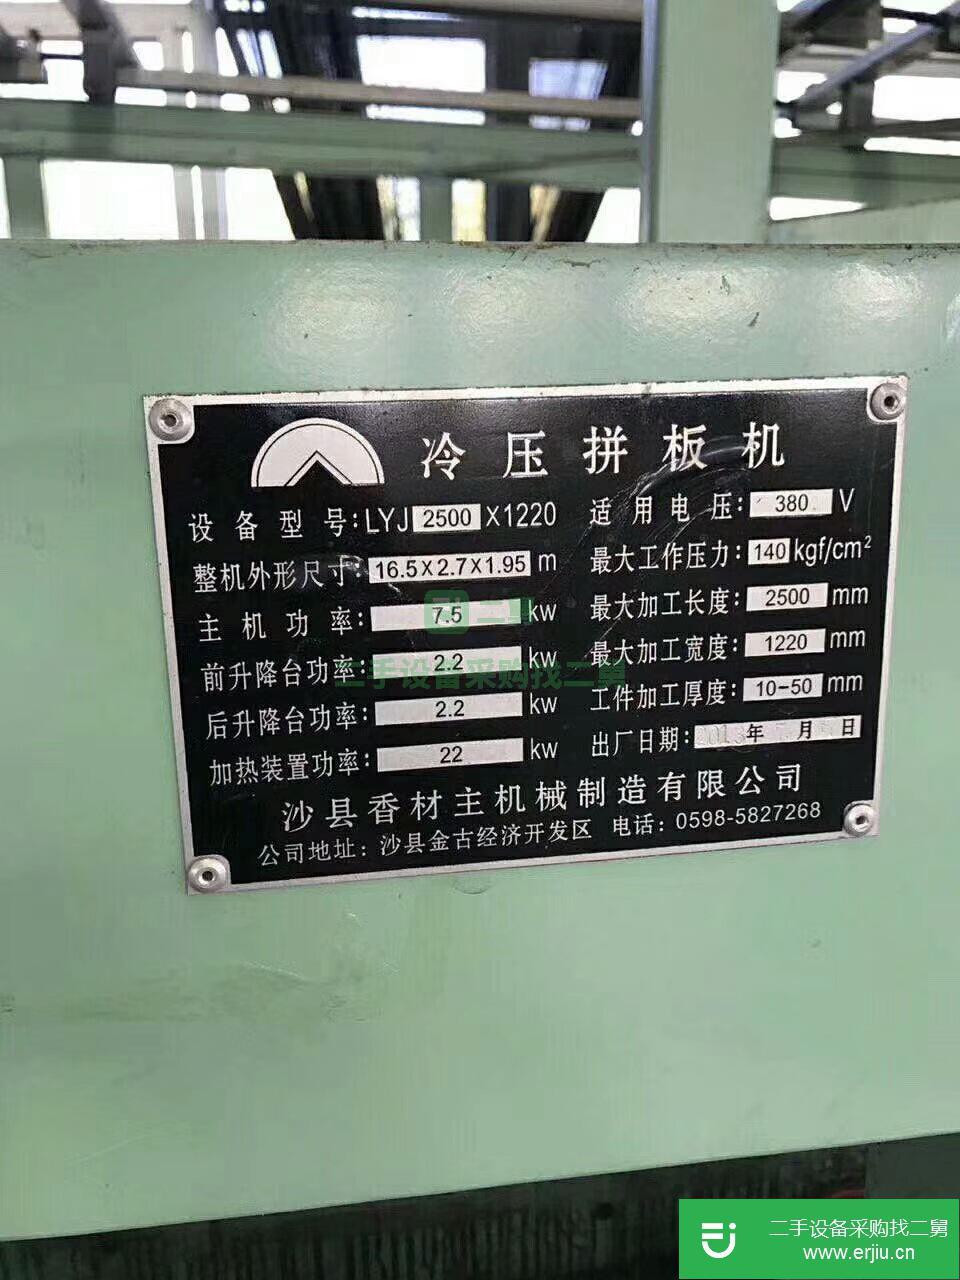 冷压拼板机
设备型号:LYJ 2500 X1220
适用电压: 380 V
整机外形尺寸: 16.5X2.7X1.95 m
最大工作压力: 140 kgf/cm²
主机功率: 7.5 kw
最大加工长度: 2500 mm
前升降台功率: 2.2 kw
最大加工宽度: 1220 mm
后升降台功率: 2.2 kw
工件加工厚度: 10-50 mm
加热装置功率: 22 kw
出厂日期: 2013年 月 日
沙县香材主机械制造有限公司
公司地址: 沙县金古经济开发区 电话: 0598-5827268
二舅
二手设备采购找二舅
二手设备采购找二舅
www.erjiu.cn